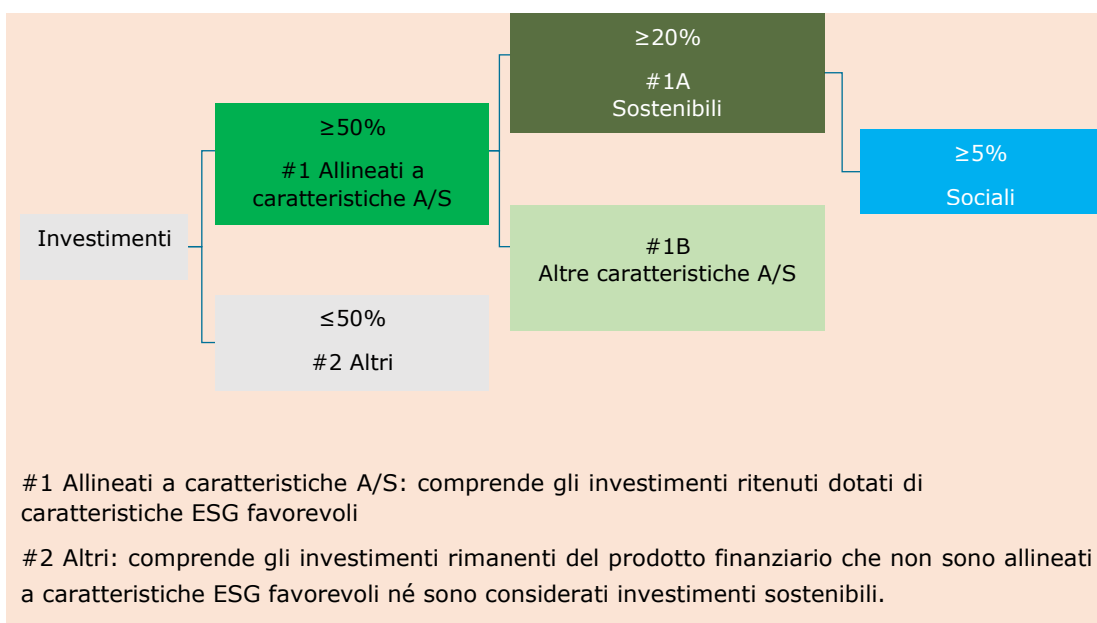 Investimenti
≥50%
#1 Allineati a
caratteristiche A/S
≤50%
#2 Altri
≥20%
#1A
Sostenibili
#1B
Altre caratteristiche A/S
≥5%
Sociali
#1 Allineati a caratteristiche A/S: comprende gli investimenti ritenuti dotati di
caratteristiche ESG favorevoli
#2 Altri: comprende gli investimenti rimanenti del prodotto finanziario che non sono allineati
a caratteristiche ESG favorevoli né sono considerati investimenti sostenibili.